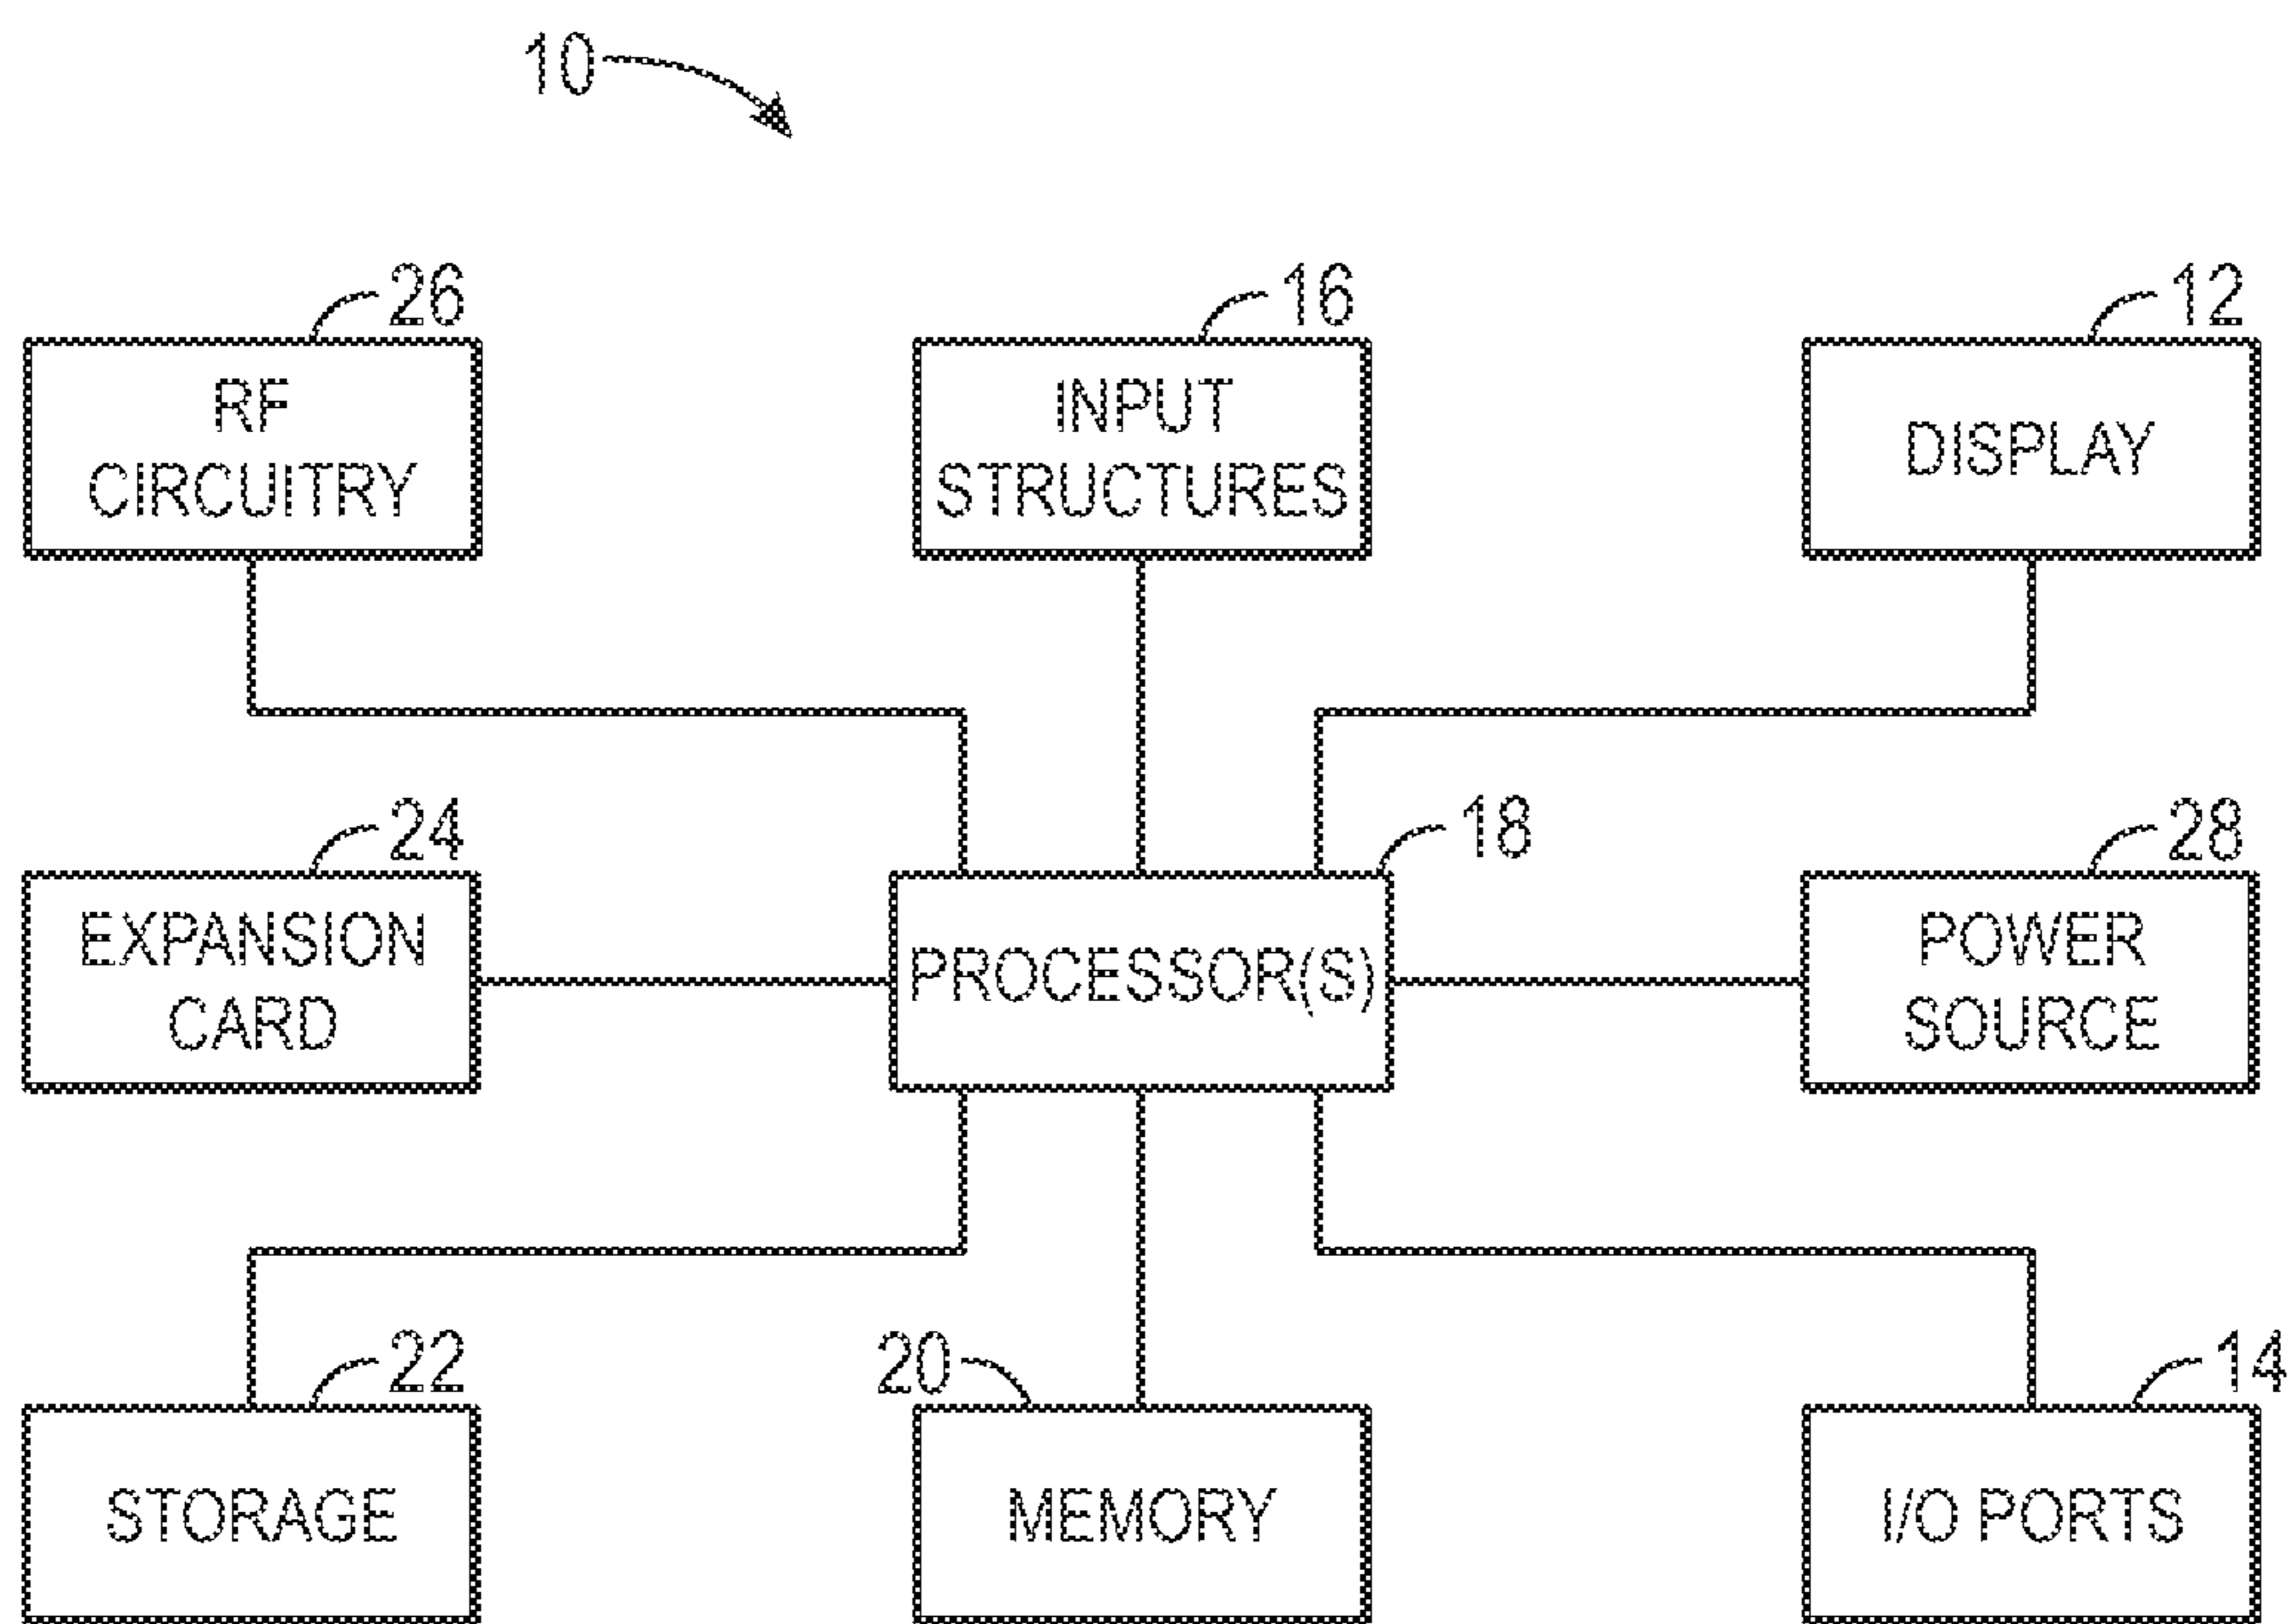 10
26
RF
CIRCUITRY
16
INPUT
STRUCTURES
12
DISPLAY
24
EXPANSION
CARD
18
PROCESSOR(S)
28
POWER
SOURCE
22
STORAGE
20
MEMORY
14
I/O PORTS